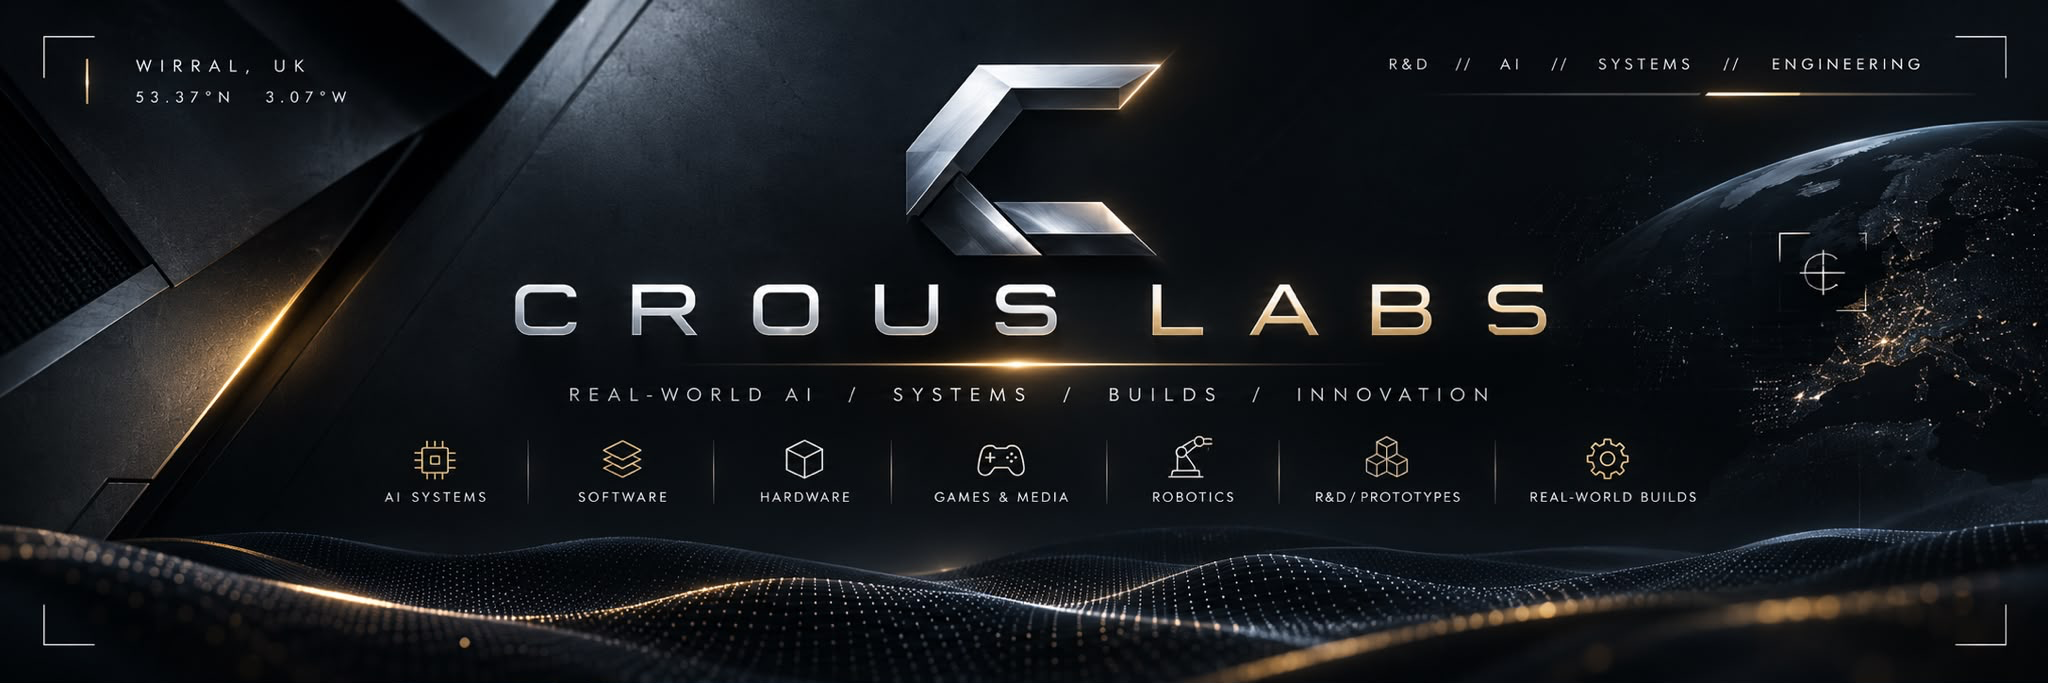 WIRRAL, UK
53.37°N 3.07°W
R&D // AI // SYSTEMS // ENGINEERING
CROUS LABS
REAL-WORLD AI / SYSTEMS / BUILDS / INNOVATION
AI SYSTEMS
SOFTWARE
HARDWARE
GAMES & MEDIA
ROBOTICS
R&D/PROTOTYPES
REAL-WORLD BUILDS